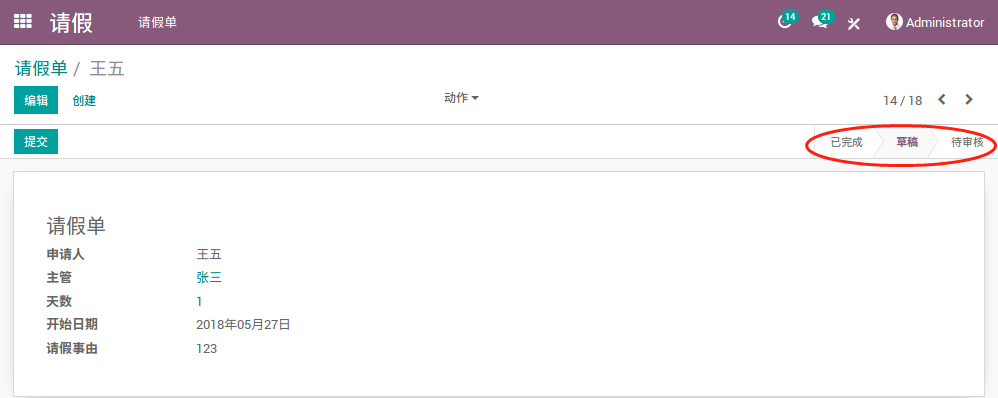 请假 请假单 14 21 Administrator
请假单 / 王五
编辑 创建 动作 14 / 18
提交 已完成 草稿 待审核
请假单
申请人 王五
主管 张三
天数 1
开始日期 2018年05月27日
请假事由 123